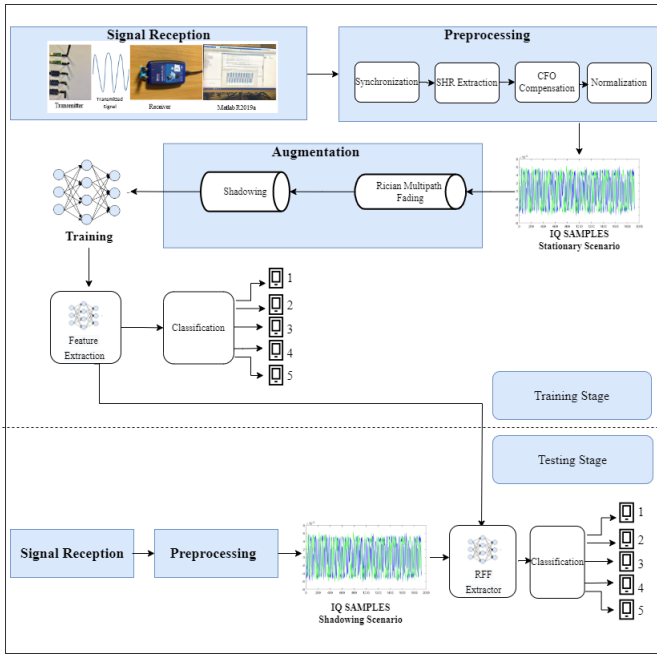 Signal Reception
Transmitter
Transmitted
Signal
Receiver
Matlab R2019a
Preprocessing
Synchronization
SHR Extraction
CFO
Compensation
Normalization
Augmentation
Shadowing
Rician Multipath
Fading
IQ SAMPLES
Stationary Scenario
Training
Feature
Extraction
Classification
1
2
3
4
5
Training Stage
Testing Stage
Signal Reception
Preprocessing
IQ SAMPLES
Shadowing Scenario
RFF
Extractor
Classification
1
2
3
4
5